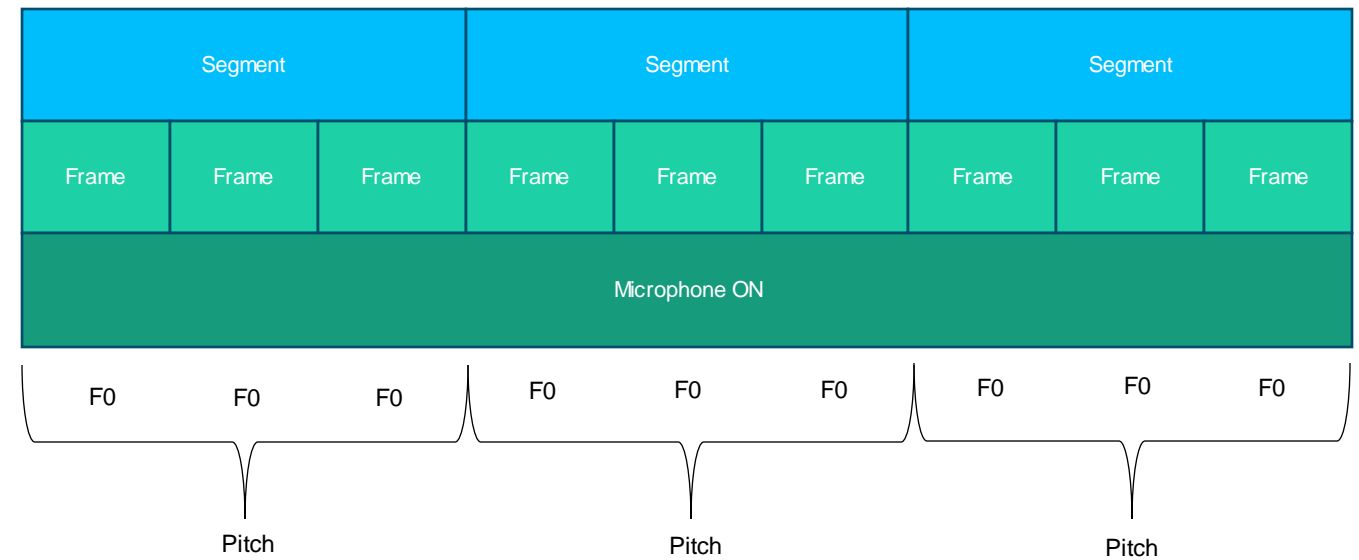 Segment Segment Segment
Frame Frame Frame Frame Frame Frame Frame Frame Frame
Microphone ON
F0 F0 F0 F0 F0 F0 F0 F0 F0
Pitch Pitch Pitch